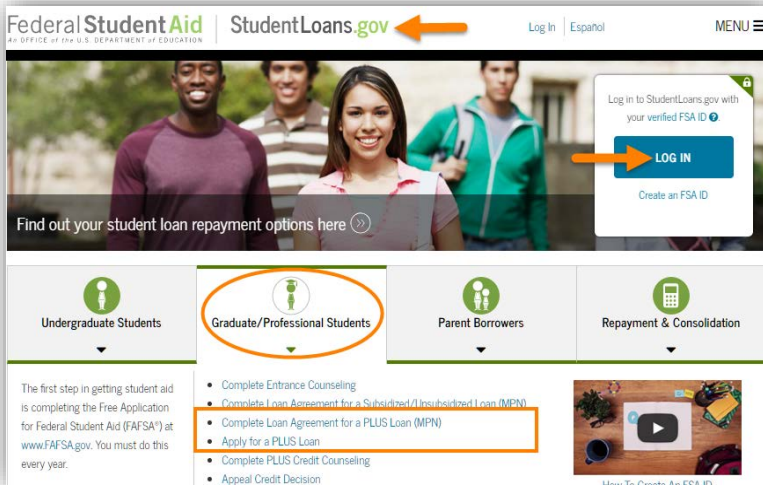 Federal Student Aid
An OFFICE of the U.S. DEPARTMENT of EDUCATION
StudentLoans.gov
Log In
Español
MENU
Log in to StudentLoans.gov with
your verified FSA ID
LOG IN
Create an FSA ID
Find out your student loan repayment options here
Undergraduate Students
Graduate/Professional Students
Parent Borrowers
Repayment & Consolidation
The first step in getting student aid
is completing the Free Application
for Federal Student Aid (FAFSA®) at
www.FAFSA.gov. You must do this
every year.
Complete Entrance Counseling
Complete Loan Agreement for a Subsidized/Unsubsidized Loan (MPN)
Complete Loan Agreement for a PLUS Loan (MPN)
Apply for a PLUS Loan
Complete PLUS Credit Counseling
Appeal Credit Decision
How To Create An FSA ID